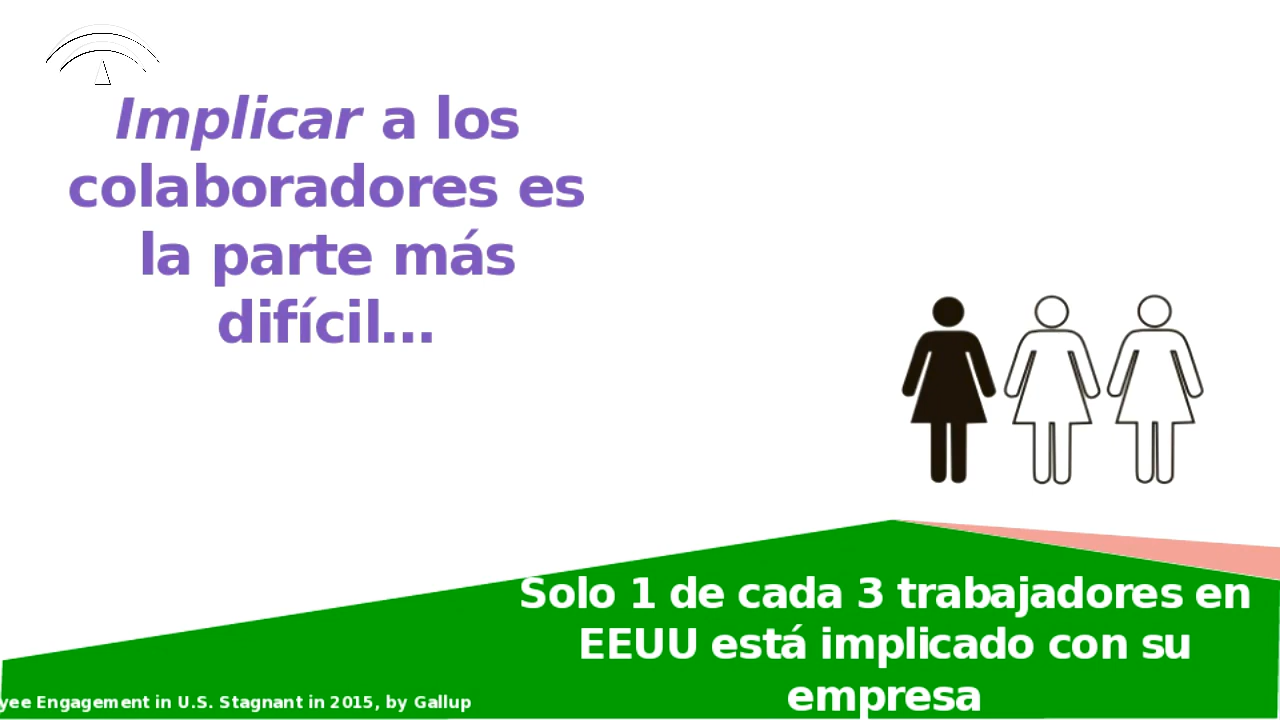 Implicar a los
colaboradores es
la parte más
difícil...
Solo 1 de cada 3 trabajadores en
EEUU está implicado con su
empresa
Engagement in U.S. Stagnant in 2015, by Gallup